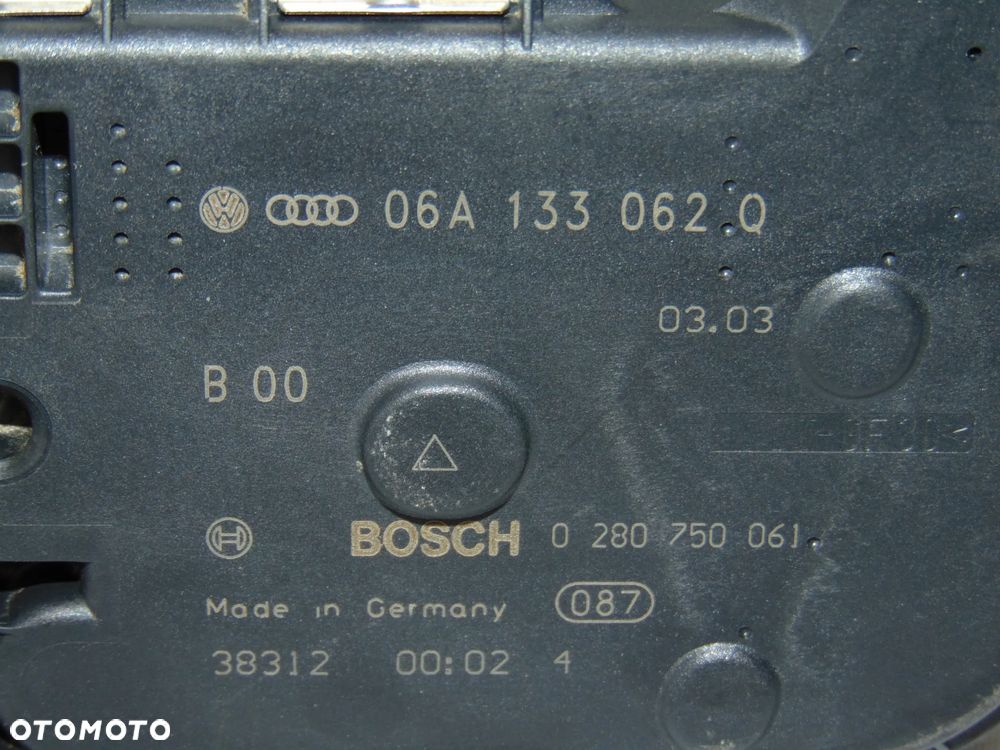 06A 133 062 Q
03.03
B 00
BOSCH 0 280 750 061
Made in Germany 087
38312 00:02 4
OTOMOTO